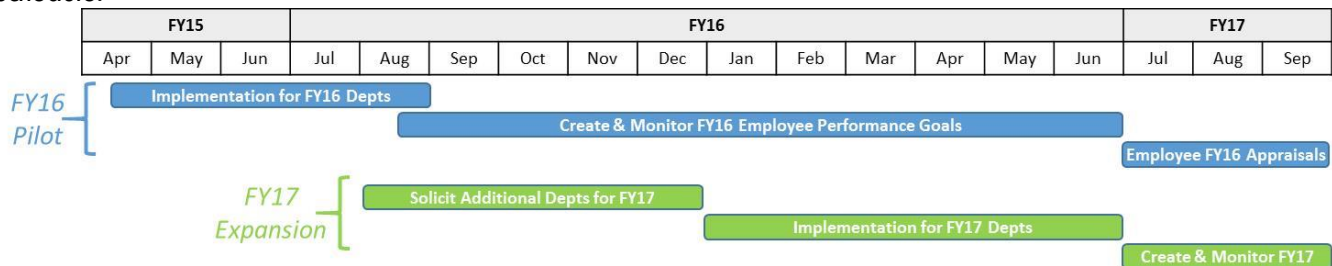 FY15 FY16 FY17
Apr May Jun Jul Aug Sep Oct Nov Dec Jan Feb Mar Apr May Jun Jul Aug Sep
FY16
Pilot
Implementation for FY16 Depts
Create & Monitor FY16 Employee Performance Goals
Employee FY16 Appraisals
FY17
Expansion
Solicit Additional Depts for FY17
Implementation for FY17 Depts
Create & Monitor FY17